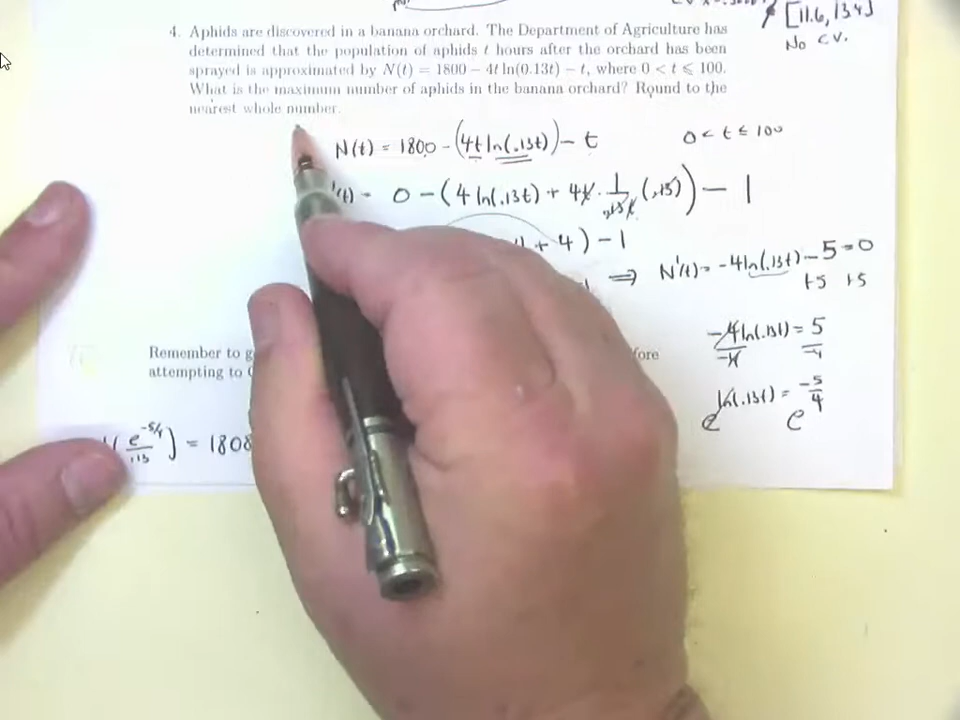 [11.6, 13.4]
No CV.
4. Aphids are discovered in a banana orchard. The Department of Agriculture has
determined that the population of aphids t hours after the orchard has been
sprayed is approximated by N(t) = 1800 − 4t ln(0.13t) − t, where 0 < t ⩽ 100.
What is the maximum number of aphids in the banana orchard? Round to the
nearest whole number.
N(t) = 1800 - (4t ln(.13t)) - t 0 < t ≤ 100
'(t) = 0 - (4 ln(.13t) + 4t · 1/.13t (.13)) - 1
+ 4) - 1
⇒ N'(t) = -4ln(.13t) - 5 = 0
+5 +5
-4ln(.13t) = 5
-4 -4
ln(.13t) = -5/4
e e
Remember to
attempting to
(e^-5/4/.13) = 1808